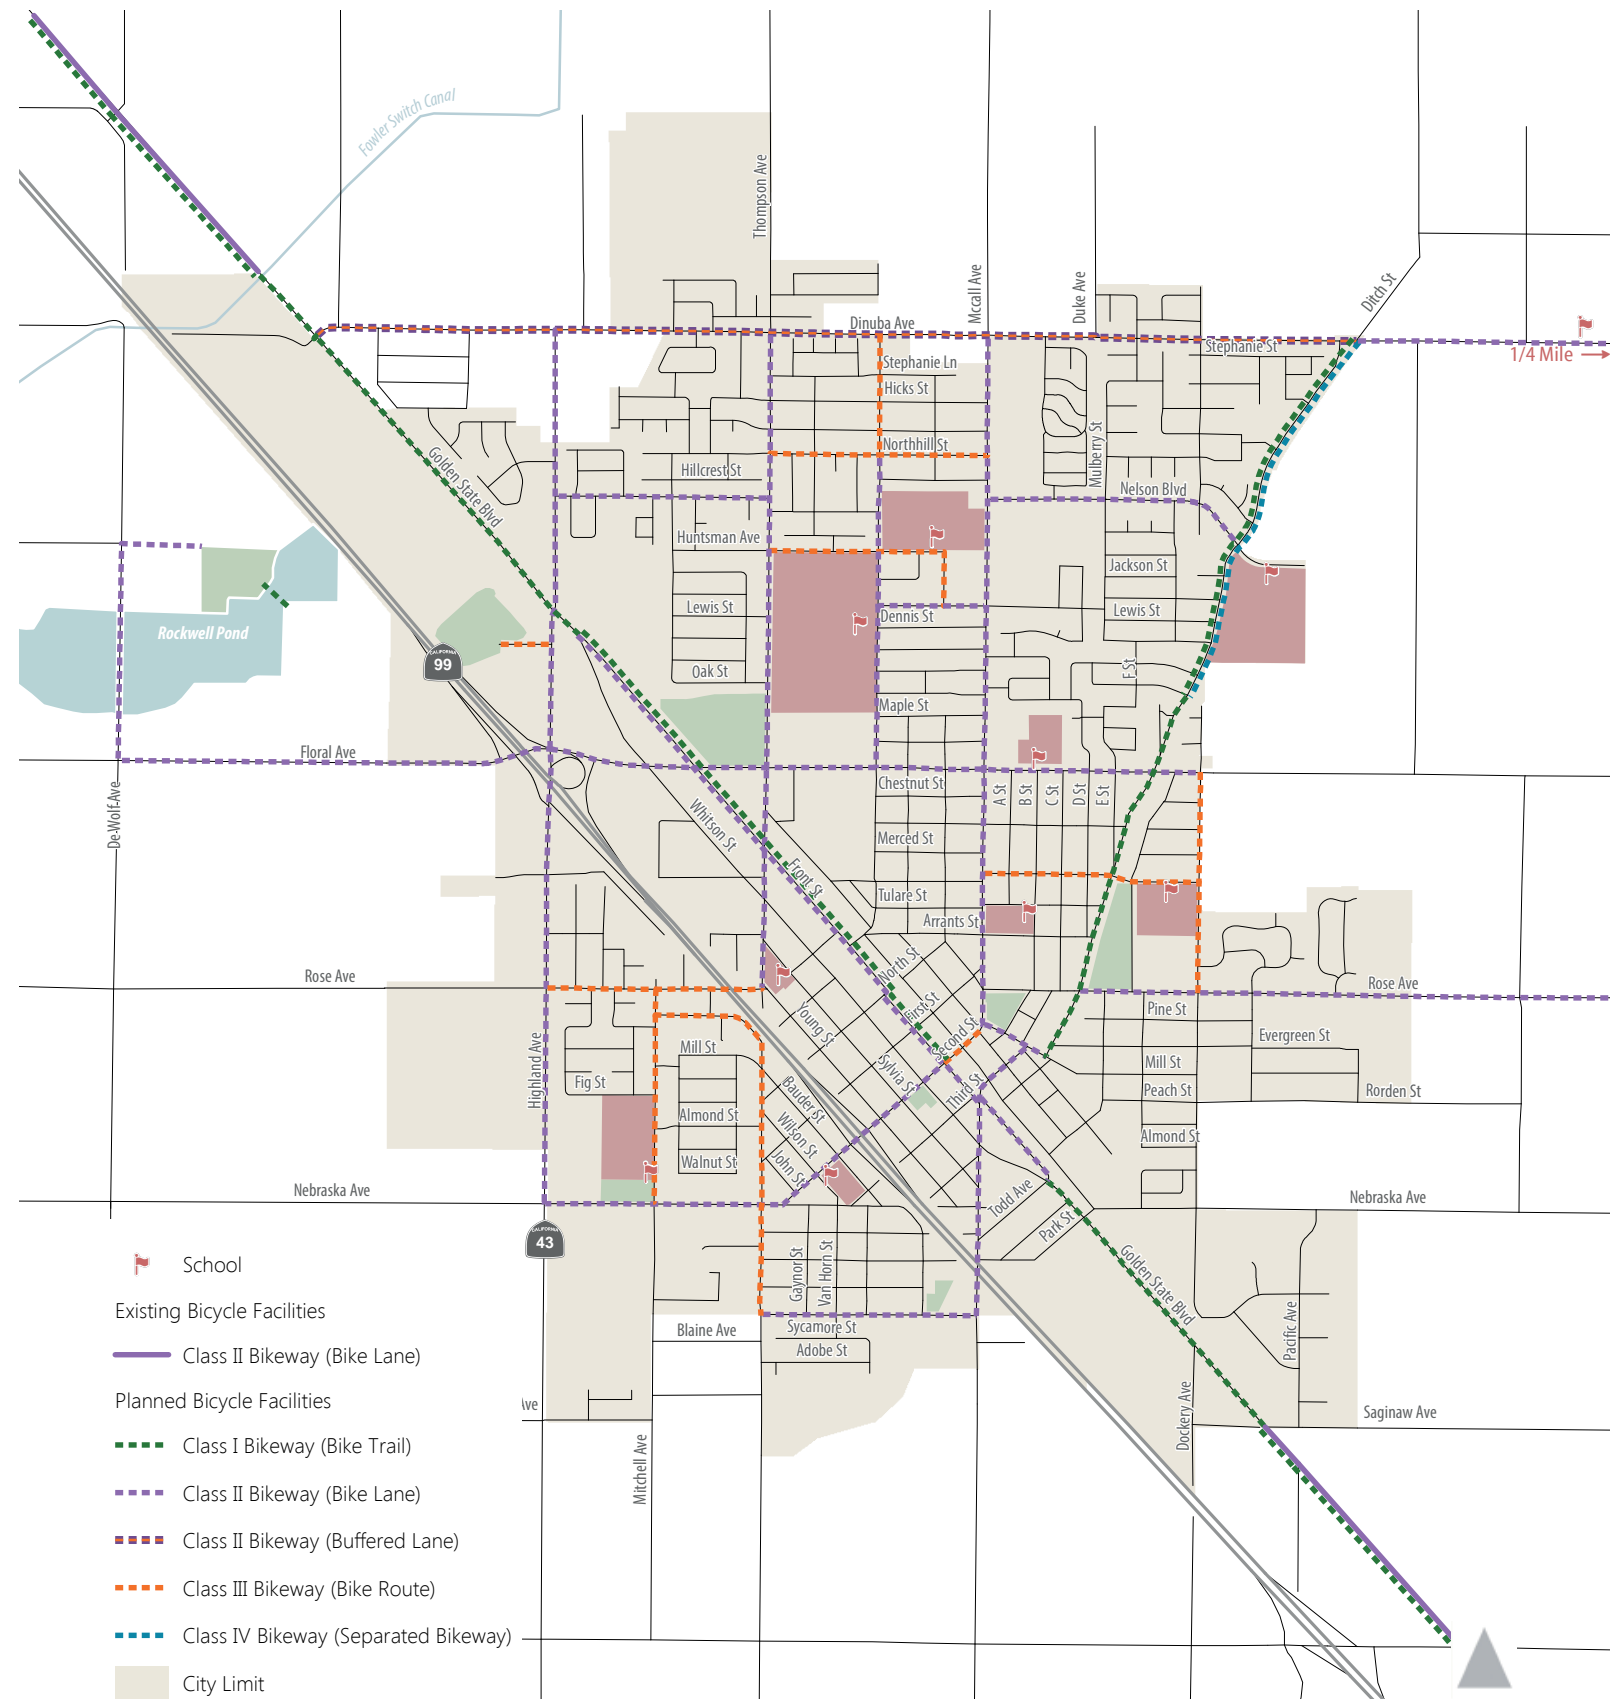 Fowler Switch Canal
Thompson Ave
Mccall Ave
Duke Ave
Ditch St
Dinuba Ave
Stephanie St
1/4 Mile
Stephanie Ln
Hicks St
Northhill St
Mulberry St
Golden State Blvd
Hillcrest St
Nelson Blvd
Huntsman Ave
Jackson St
Lewis St
Lewis St
Dennis St
Rockwell Pond
CALIFORNIA
99
Oak St
F St
Maple St
Floral Ave
Chestnut St
A St
B St
C St
D St
E St
De Wolf Ave
Whitson St
Merced St
Front St
Tulare St
Arrants St
North St
Rose Ave
Rose Ave
First St
Pine St
Young St
Second St
Evergreen St
Mill St
Mill St
Highland Ave
Fig St
Sylvia St
Third St
Peach St
Rorden St
Bauder St
Almond St
Wilson St
Almond St
Walnut St
John St
Nebraska Ave
Todd Ave
Nebraska Ave
Park St
CALIFORNIA
43
Golden State Blvd
Gaynor St
Van Horn St
Pacific Ave
Blaine Ave
Sycamore St
Adobe St
Dockery Ave
Ave
Saginaw Ave
Mitchell Ave
School
Existing Bicycle Facilities
Class II Bikeway (Bike Lane)
Planned Bicycle Facilities
Class I Bikeway (Bike Trail)
Class II Bikeway (Bike Lane)
Class II Bikeway (Buffered Lane)
Class III Bikeway (Bike Route)
Class IV Bikeway (Separated Bikeway)
City Limit